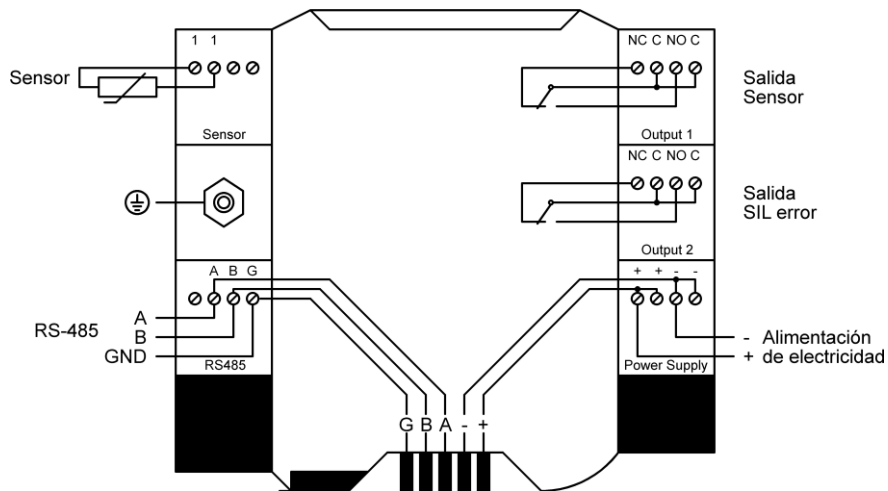 1 1
NC C NO C
Sensor
Salida
Sensor
Sensor
Output 1
NC C NO C
Salida
SIL error
Output 2
A B G
+ + - -
A
RS-485
B
GND
RS485
- Alimentación
+ de electricidad
Power Supply
G B A - +